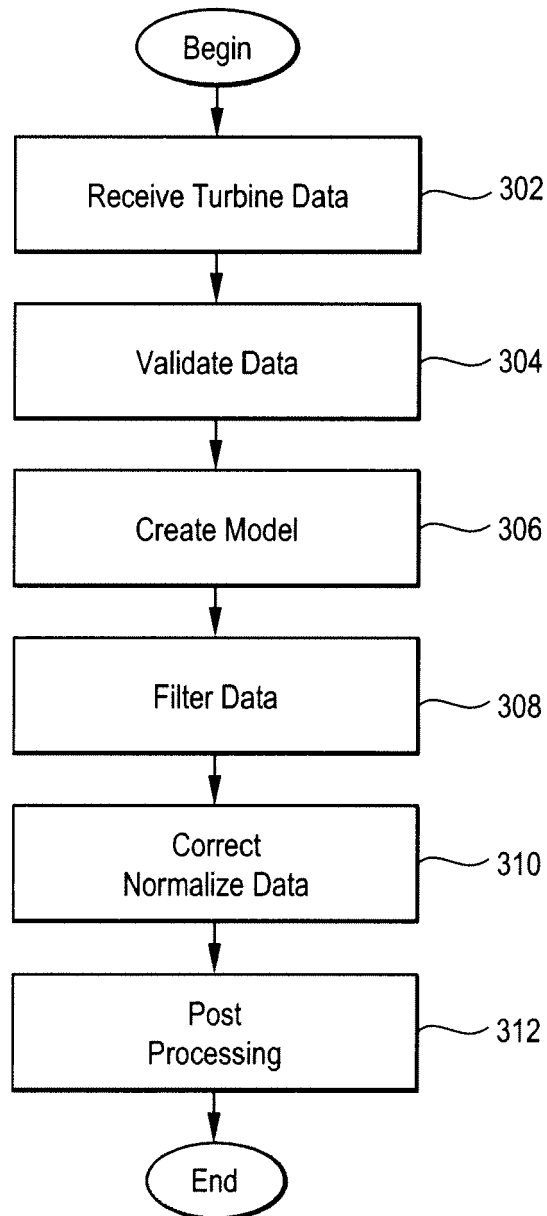 Begin
Receive Turbine Data
302
Validate Data
304
Create Model
306
Filter Data
308
Correct
Normalize Data
310
Post
Processing
312
End